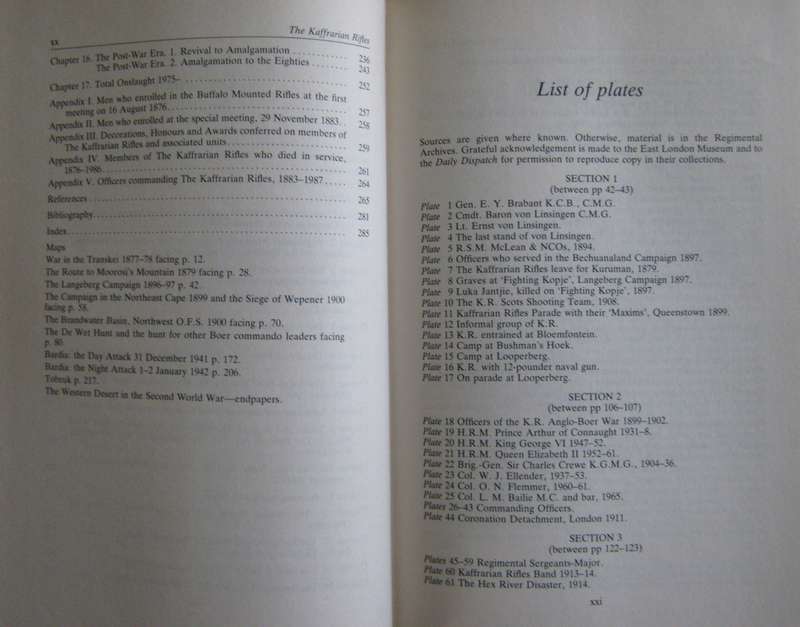 xx
The Kaffrarian Rifles
Chapter 16. The Post-War Era. 1. Revival to Amalgamation ............ 236
The Post-War Era. 2. Amalgamation to the Eighties ........ 243
Chapter 17. Total Onslaught 1975– .................................. 252
Appendix I. Men who enrolled in the Buffalo Mounted Rifles at the first
meeting on 16 August 1876...................................... 257
Appendix II. Men who enrolled at the special meeting, 29 November 1883.. 258
Appendix III. Decorations, Honours and Awards conferred on members of
The Kaffrarian Rifles and associated units......................... 259
Appendix IV. Members of The Kaffrarian Rifles who died in service,
1876–1986..................................................... 261
Appendix V. Officers commanding The Kaffrarian Rifles, 1883–1987..... 264
References....................................................... 265
Bibliography..................................................... 281
Index............................................................ 285
Maps
War in the Transkei 1877–78 facing p. 12.
The Route to Moorosi's Mountain 1879 facing p. 28.
The Langeberg Campaign 1896–97 p. 42.
The Campaign in the Northeast Cape 1899 and the Siege of Wepener 1900
facing p. 58.
The Brandwater Basin, Northwest O.F.S. 1900 facing p. 70.
The De Wet Hunt and the hunt for other Boer commando leaders facing
p. 80.
Bardia: the Day Attack 31 December 1941 p. 172.
Bardia: the Night Attack 1–2 January 1942 p. 206.
Tobruk p. 217.
The Western Desert in the Second World War—endpapers.
List of plates
Sources are given where known. Otherwise, material is in the Regimental
Archives. Grateful acknowledgement is made to the East London Museum and to
the Daily Dispatch for permission to reproduce copy in their collections.
SECTION 1
(between pp 42–43)
Plate 1 Gen. E. Y. Brabant K.C.B., C.M.G.
Plate 2 Cmdt. Baron von Linsingen C.M.G.
Plate 3 Lt. Ernst von Linsingen.
Plate 4 The last stand of von Linsingen.
Plate 5 R.S.M. McLean & NCOs, 1894.
Plate 6 Officers who served in the Bechuanaland Campaign 1897.
Plate 7 The Kaffrarian Rifles leave for Kuruman, 1879.
Plate 8 Graves at 'Fighting Kopje', Langeberg Campaign 1897.
Plate 9 Luka Jantjie, killed on 'Fighting Kopje', 1897.
Plate 10 The K.R. Scots Shooting Team, 1908.
Plate 11 Kaffrarian Rifles Parade with their 'Maxims', Queenstown 1899.
Plate 12 Informal group of K.R.
Plate 13 K.R. entrained at Bloemfontein.
Plate 14 Camp at Bushman's Hoek.
Plate 15 Camp at Looperberg.
Plate 16 K.R. with 12-pounder naval gun.
Plate 17 On parade at Looperberg.
SECTION 2
(between pp 106–107)
Plate 18 Officers of the K.R. Anglo-Boer War 1899–1902.
Plate 19 H.R.M. Prince Arthur of Connaught 1931–8.
Plate 20 H.R.M. King George VI 1947–52.
Plate 21 H.R.M. Queen Elizabeth II 1952–61.
Plate 22 Brig.-Gen. Sir Charles Crewe K.G.M.G., 1904–36.
Plate 23 Col. W. J. Ellender, 1937–53.
Plate 24 Col. O. N. Flemmer, 1960–61.
Plate 25 Col. L. M. Bailie M.C. and bar, 1965.
Plates 26–43 Commanding Officers.
Plate 44 Coronation Detachment, London 1911.
SECTION 3
(between pp 122–123)
Plates 45–59 Regimental Sergeants-Major.
Plate 60 Kaffrarian Rifles Band 1913–14.
Plate 61 The Hex River Disaster, 1914.
xxi